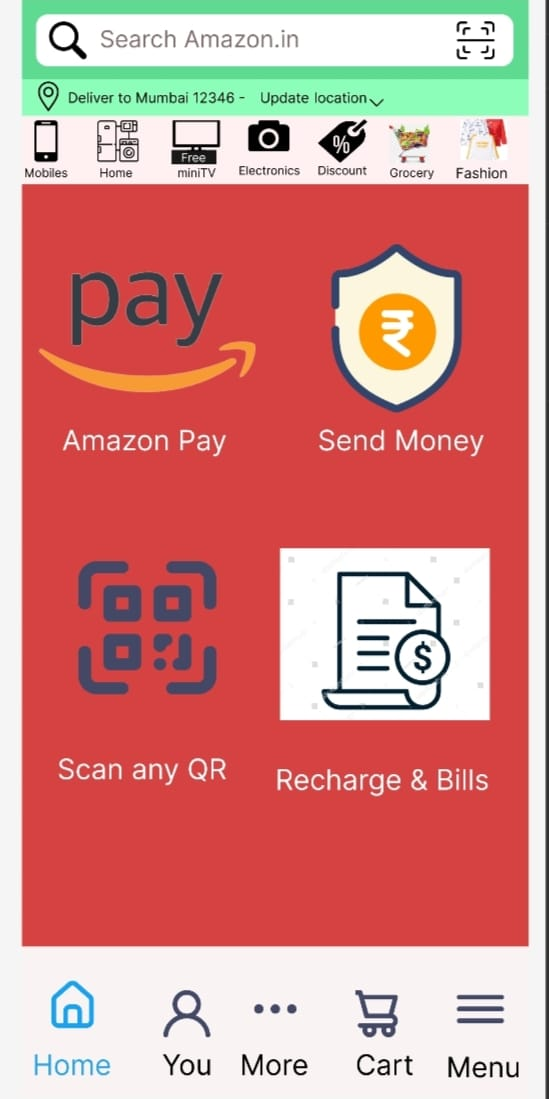 Search Amazon.in
Deliver to Mumbai 12346 - Update location
Mobiles Home Free miniTV Electronics Discount Grocery Fashion
pay
Amazon Pay Send Money
Scan any QR Recharge & Bills
Home You More Cart Menu